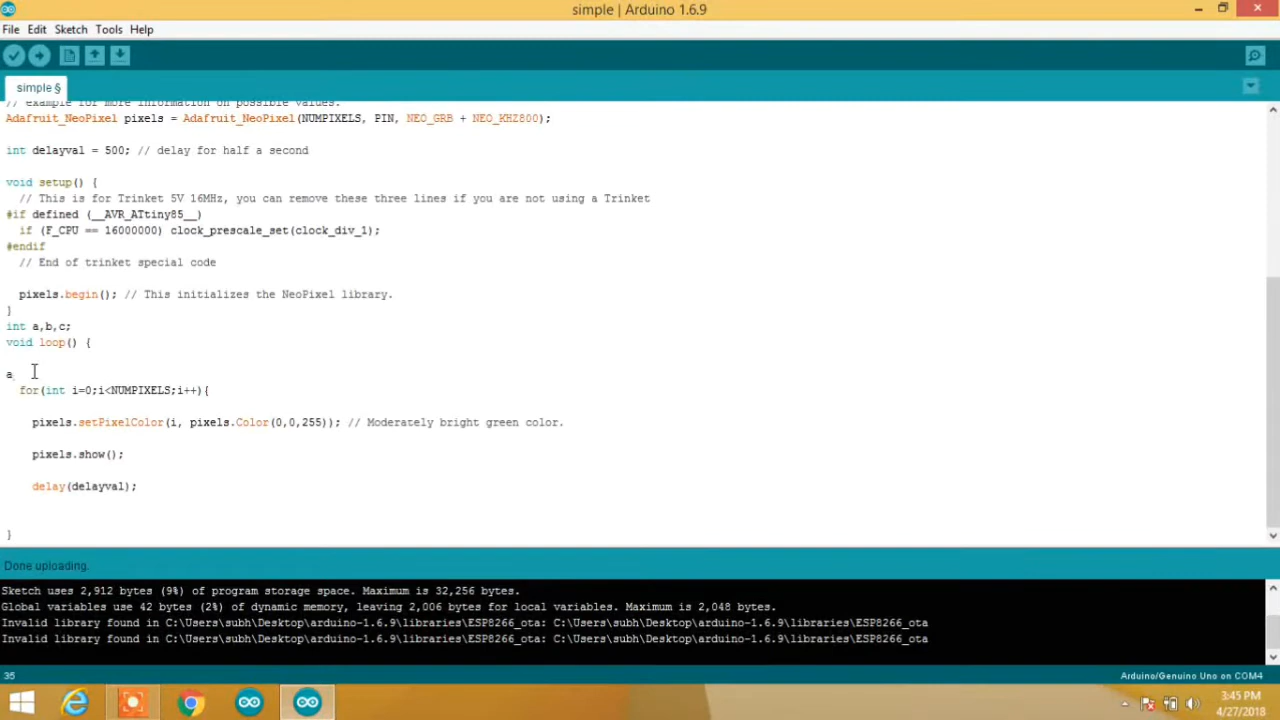 simple | Arduino 1.6.9
File Edit Sketch Tools Help
simple §
// example for more information on possible values.
Adafruit_NeoPixel pixels = Adafruit_NeoPixel(NUMPIXELS, PIN, NEO_GRB + NEO_KHZ800);
int delayval = 500; // delay for half a second
void setup() {
// This is for Trinket 5V 16MHz, you can remove these three lines if you are not using a Trinket
#if defined (__AVR_ATtiny85__)
if (F_CPU == 16000000) clock_prescale_set(clock_div_1);
#endif
// End of trinket special code
pixels.begin(); // This initializes the NeoPixel library.
}
int a,b,c;
void loop() {
a
for(int i=0;i<NUMPIXELS;i++){
pixels.setPixelColor(i, pixels.Color(0,0,255)); // Moderately bright green color.
pixels.show();
delay(delayval);
}
Done uploading.
Sketch uses 2,912 bytes (9%) of program storage space. Maximum is 32,256 bytes.
Global variables use 42 bytes (2%) of dynamic memory, leaving 2,006 bytes for local variables. Maximum is 2,048 bytes.
Invalid library found in C:\Users\subh\Desktop\arduino-1.6.9\libraries\ESP8266_ota: C:\Users\subh\Desktop\arduino-1.6.9\libraries\ESP8266_ota
Invalid library found in C:\Users\subh\Desktop\arduino-1.6.9\libraries\ESP8266_ota: C:\Users\subh\Desktop\arduino-1.6.9\libraries\ESP8266_ota
35
Arduino/Genuino Uno on COM4
3:45 PM
4/27/2018